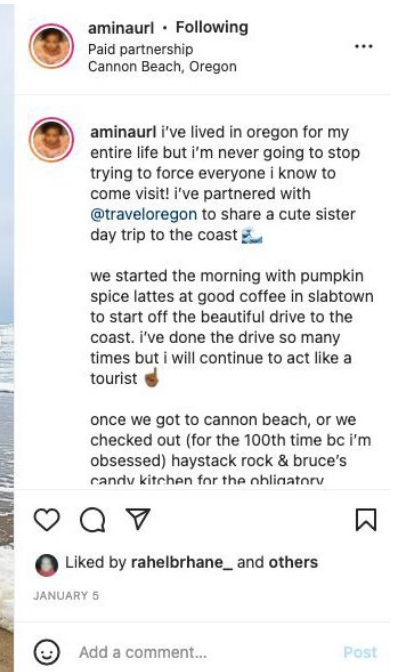 aminaurl • Following
Paid partnership
Cannon Beach, Oregon
aminaurl i've lived in oregon for my
entire life but i'm never going to stop
trying to force everyone i know to
come visit! i've partnered with
@traveloregon to share a cute sister
day trip to the coast 🌊
we started the morning with pumpkin
spice lattes at good coffee in slabtown
to start off the beautiful drive to the
coast. i've done the drive so many
times but i will continue to act like a
tourist ☝🏾
once we got to cannon beach, or we
checked out (for the 100th time bc i'm
obsessed) haystack rock & bruce's
candy kitchen for the obligatory
Liked by rahelbrhane_ and others
JANUARY 5
Add a comment...
Post